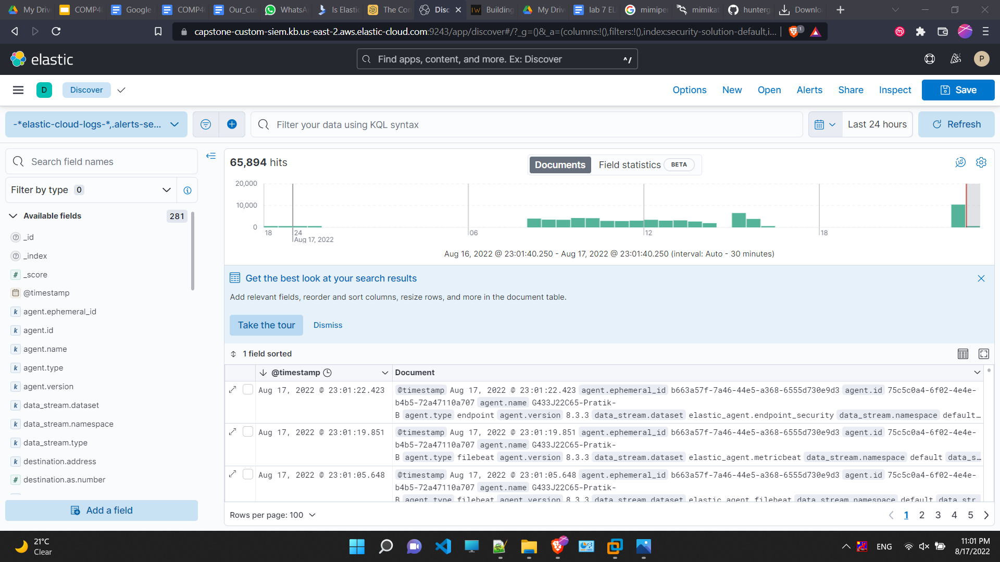 My Driv
COMP4
Google
COMP4
Our_Cus
WhatsA
Is Elasti
The Con
Disc
Building
My Driv
lab 7 EL
mimipen
mimikat
hunterg
Downlo
capstone-custom-siem.kb.us-east-2.aws.elastic-cloud.com:9243/app/discover#/?_g=()&_a=(columns:!(),filters:!(),index:security-solution-default,i...
1
elastic
Find apps, content, and more. Ex: Discover
^/
P
D
Discover
Options
New
Open
Alerts
Share
Inspect
Save
-*elastic-cloud-logs-*,.alerts-se...
Filter your data using KQL syntax
Last 24 hours
Refresh
Search field names
Filter by type 0
Available fields 281
_id
_index
_score
@timestamp
agent.ephemeral_id
agent.id
agent.name
agent.type
agent.version
data_stream.dataset
data_stream.namespace
data_stream.type
destination.address
destination.as.number
Add a field
65,894 hits
Documents
Field statistics BETA
20,000
10,000
0
18
24
Aug 17, 2022
06
12
18
Aug 16, 2022 @ 23:01:40.250 - Aug 17, 2022 @ 23:01:40.250 (interval: Auto - 30 minutes)
Get the best look at your search results
Add relevant fields, reorder and sort columns, resize rows, and more in the document table.
Take the tour
Dismiss
1 field sorted
@timestamp
Document
Aug 17, 2022 @ 23:01:22.423
@timestamp Aug 17, 2022 @ 23:01:22.423 agent.ephemeral_id b663a57f-7a46-44e5-a368-6555d730e9d3 agent.id 75c5c0a4-6f02-4e4e-
b4b5-72a47110a707 agent.name G433J22C65-Pratik-
B agent.type endpoint agent.version 8.3.3 data_stream.dataset elastic_agent.endpoint_security data_stream.namespace default...
Aug 17, 2022 @ 23:01:19.851
@timestamp Aug 17, 2022 @ 23:01:19.851 agent.ephemeral_id b663a57f-7a46-44e5-a368-6555d730e9d3 agent.id 75c5c0a4-6f02-4e4e-
b4b5-72a47110a707 agent.name G433J22C65-Pratik-
B agent.type filebeat agent.version 8.3.3 data_stream.dataset elastic_agent.metricbeat data_stream.namespace default data_s...
Aug 17, 2022 @ 23:01:05.648
@timestamp Aug 17, 2022 @ 23:01:05.648 agent.ephemeral_id b663a57f-7a46-44e5-a368-6555d730e9d3 agent.id 75c5c0a4-6f02-4e4e-
b4b5-72a47110a707 agent.name G433J22C65-Pratik-
B agent.type filebeat agent.version 8.3.3 data_stream.dataset elastic_agent.filebeat data_stream.namespace default data_str
Rows per page: 100
1
2
3
4
5
21°C
Clear
ENG
11:01 PM
8/17/2022